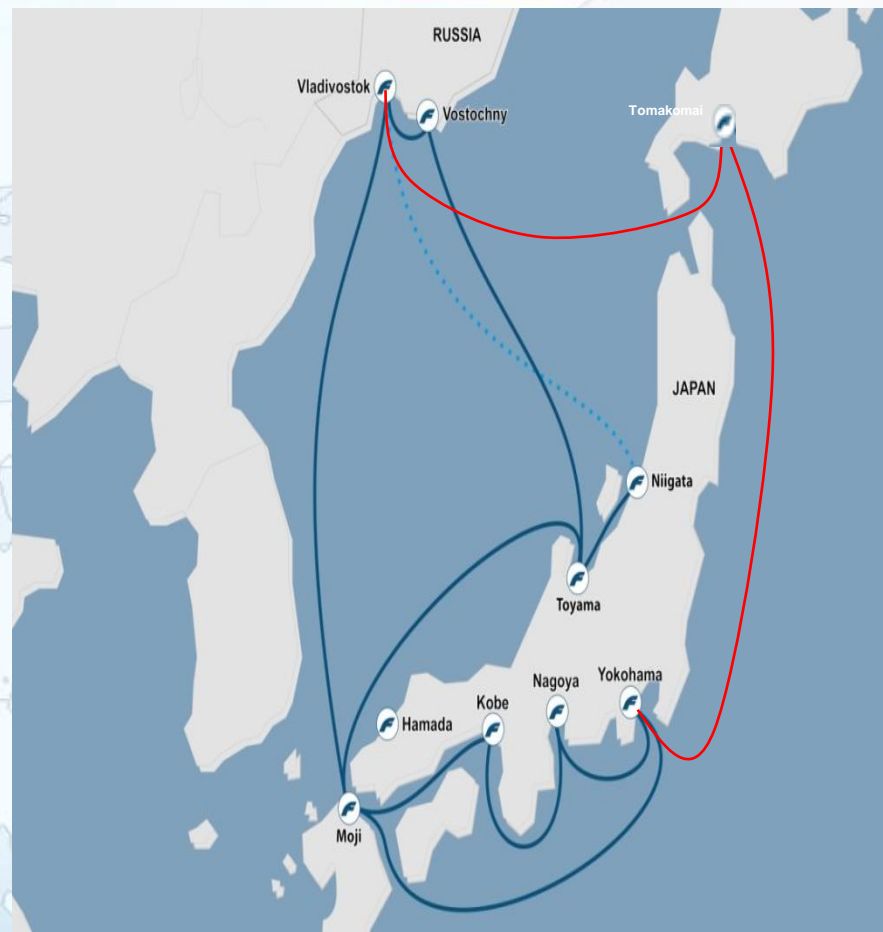 RUSSIA
Vladivostok
Vostochny
Tomakomai
JAPAN
Niigata
Toyama
Yokohama
Nagoya
Kobe
Hamada
Moji